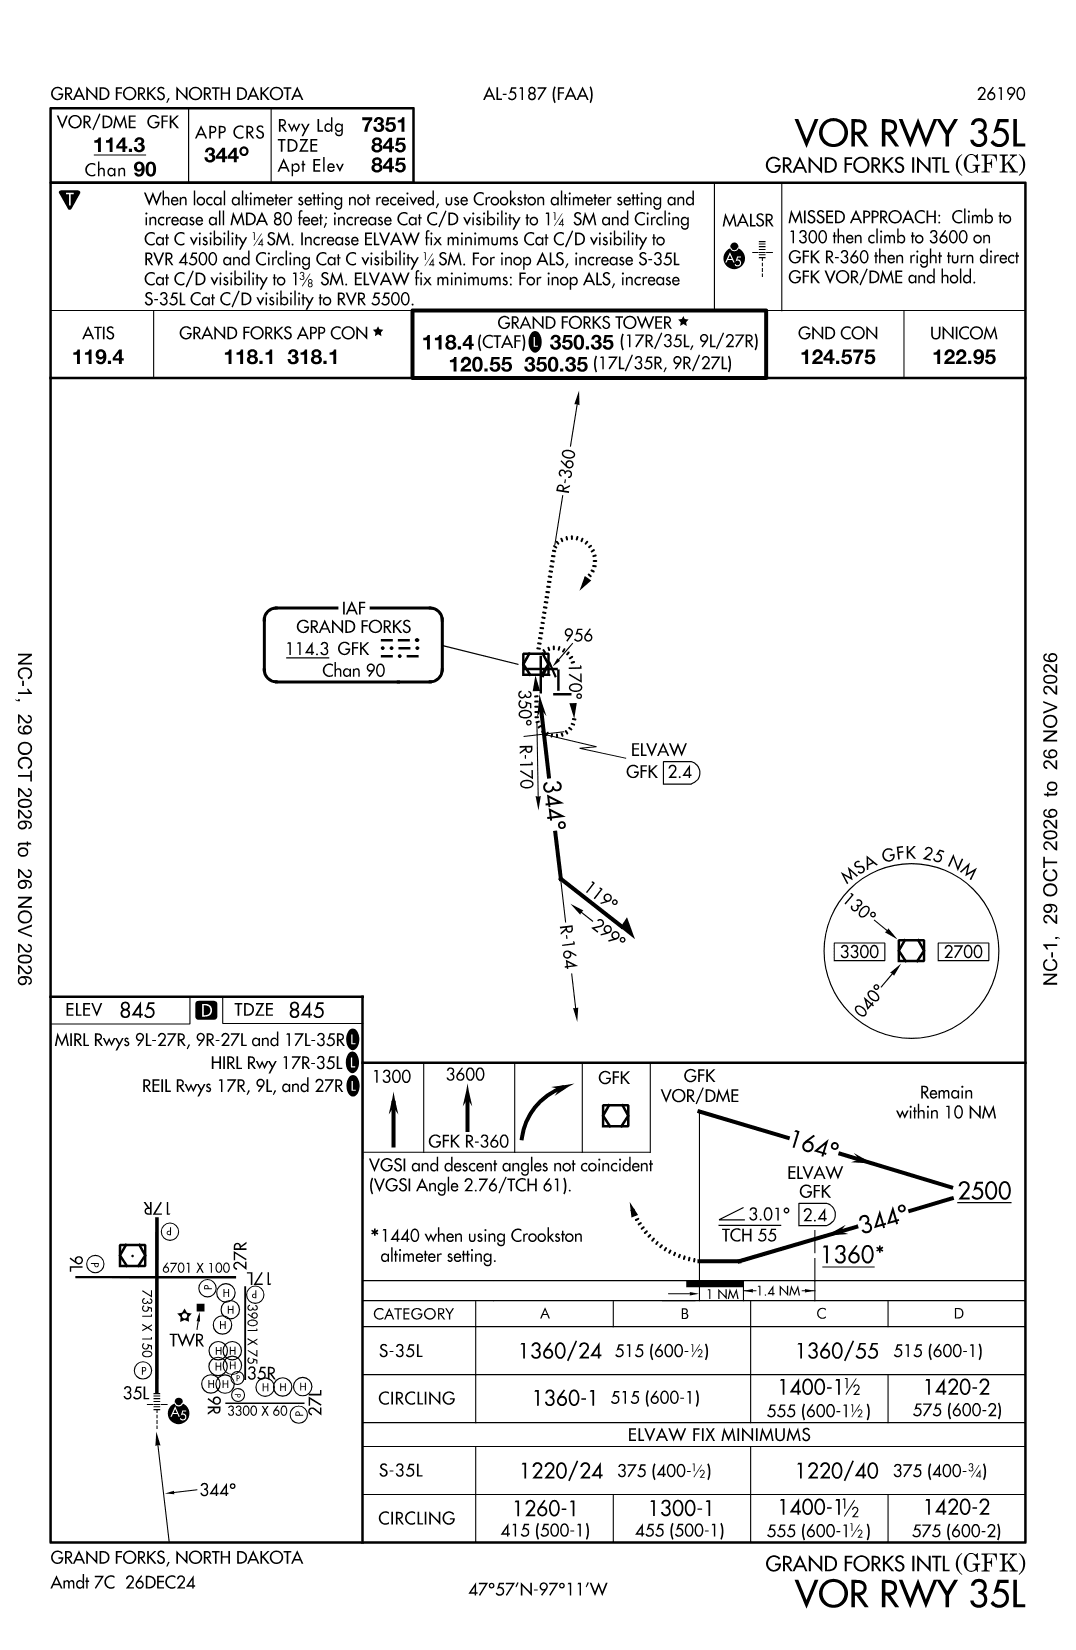 GRAND FORKS, NORTH DAKOTA
AL-5187 (FAA)
26190
VOR/DME GFK
114.3
Chan 90
APP CRS
344°
Rwy Ldg 7351
TDZE 845
Apt Elev 845
VOR RWY 35L
GRAND FORKS INTL (GFK)
T
When local altimeter setting not received, use Crookston altimeter setting and
increase all MDA 80 feet; increase Cat C/D visibility to 1¼ SM and Circling
Cat C visibility ¼ SM. Increase ELVAW fix minimums Cat C/D visibility to
RVR 4500 and Circling Cat C visibility ¼ SM. For inop ALS, increase S-35L
Cat C/D visibility to 1⅜ SM. ELVAW fix minimums: For inop ALS, increase
S-35L Cat C/D visibility to RVR 5500.
MALSR
A5
MISSED APPROACH: Climb to
1300 then climb to 3600 on
GFK R-360 then right turn direct
GFK VOR/DME and hold.
ATIS
119.4
GRAND FORKS APP CON ★
118.1 318.1
GRAND FORKS TOWER ★
118.4 (CTAF) L 350.35 (17R/35L, 9L/27R)
120.55 350.35 (17L/35R, 9R/27L)
GND CON
124.575
UNICOM
122.95
R-360
IAF
GRAND FORKS
114.3 GFK
Chan 90
956
170°
350°
R-170
ELVAW
GFK 2.4
344°
119°
299°
R-164
MSA GFK 25 NM
130°
3300
2700
040°
NC-1, 29 OCT 2026 to 26 NOV 2026
NC-1, 29 OCT 2026 to 26 NOV 2026
ELEV 845
D
TDZE 845
MIRL Rwys 9L-27R, 9R-27L and 17L-35R L
HIRL Rwy 17R-35L L
REIL Rwys 17R, 9L, and 27R L
17R
P
9L
P
6701 X 100
27R
17L
P
H
P
H
H
7351 X 150
TWR
3901 X 75
H H
H H
P
35R
P
35L
H H
P
H H H
A5
9R
3300 X 60
P
27L
344°
1300
3600
GFK R-360
GFK
VGSI and descent angles not coincident
(VGSI Angle 2.76/TCH 61).
*1440 when using Crookston
altimeter setting.
GFK
VOR/DME
Remain
within 10 NM
164°
ELVAW
GFK
2.4
2500
3.01°
TCH 55
344°
1360*
1 NM
1.4 NM
CATEGORY A B C D
S-35L 1360/24 515 (600-½) 1360/55 515 (600-1)
CIRCLING 1360-1 515 (600-1) 1400-1½ 1420-2
555 (600-1½) 575 (600-2)
ELVAW FIX MINIMUMS
S-35L 1220/24 375 (400-½) 1220/40 375 (400-¾)
CIRCLING 1260-1 1300-1 1400-1½ 1420-2
415 (500-1) 455 (500-1) 555 (600-1½) 575 (600-2)
GRAND FORKS, NORTH DAKOTA
Amdt 7C 26DEC24
47°57'N-97°11'W
GRAND FORKS INTL (GFK)
VOR RWY 35L